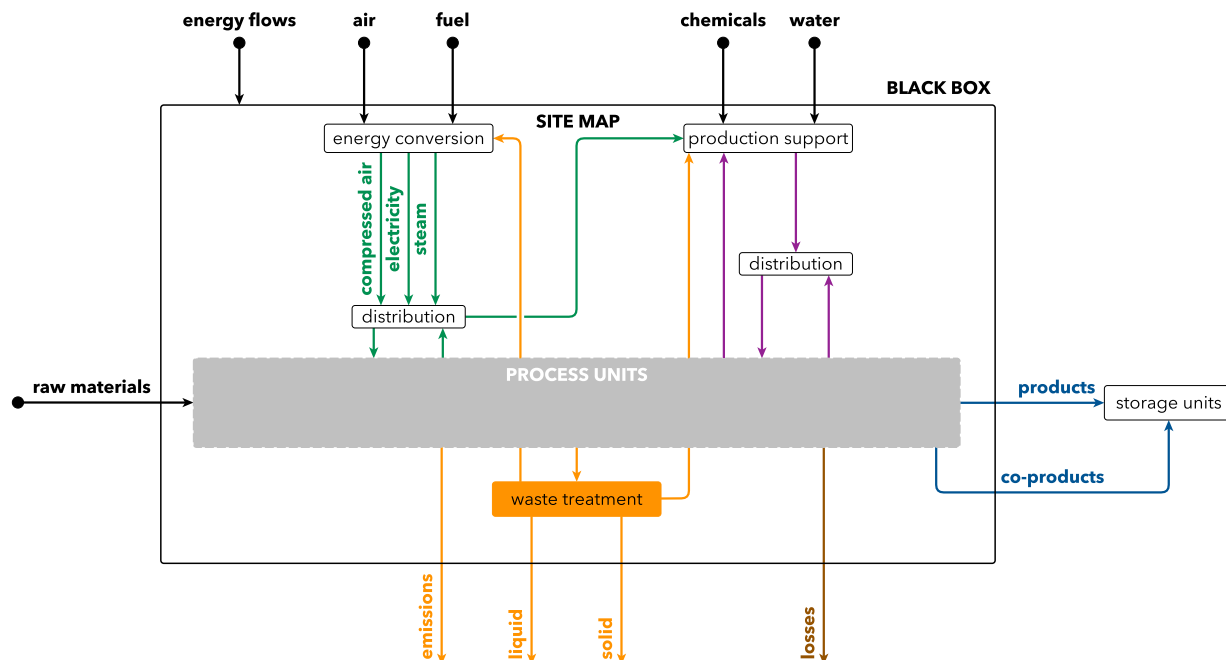 energy flows
air
fuel
chemicals
water
BLACK BOX
SITE MAP
energy conversion
production support
compressed air
electricity
steam
distribution
distribution
PROCESS UNITS
raw materials
products
storage units
co-products
waste treatment
emissions
liquid
solid
losses